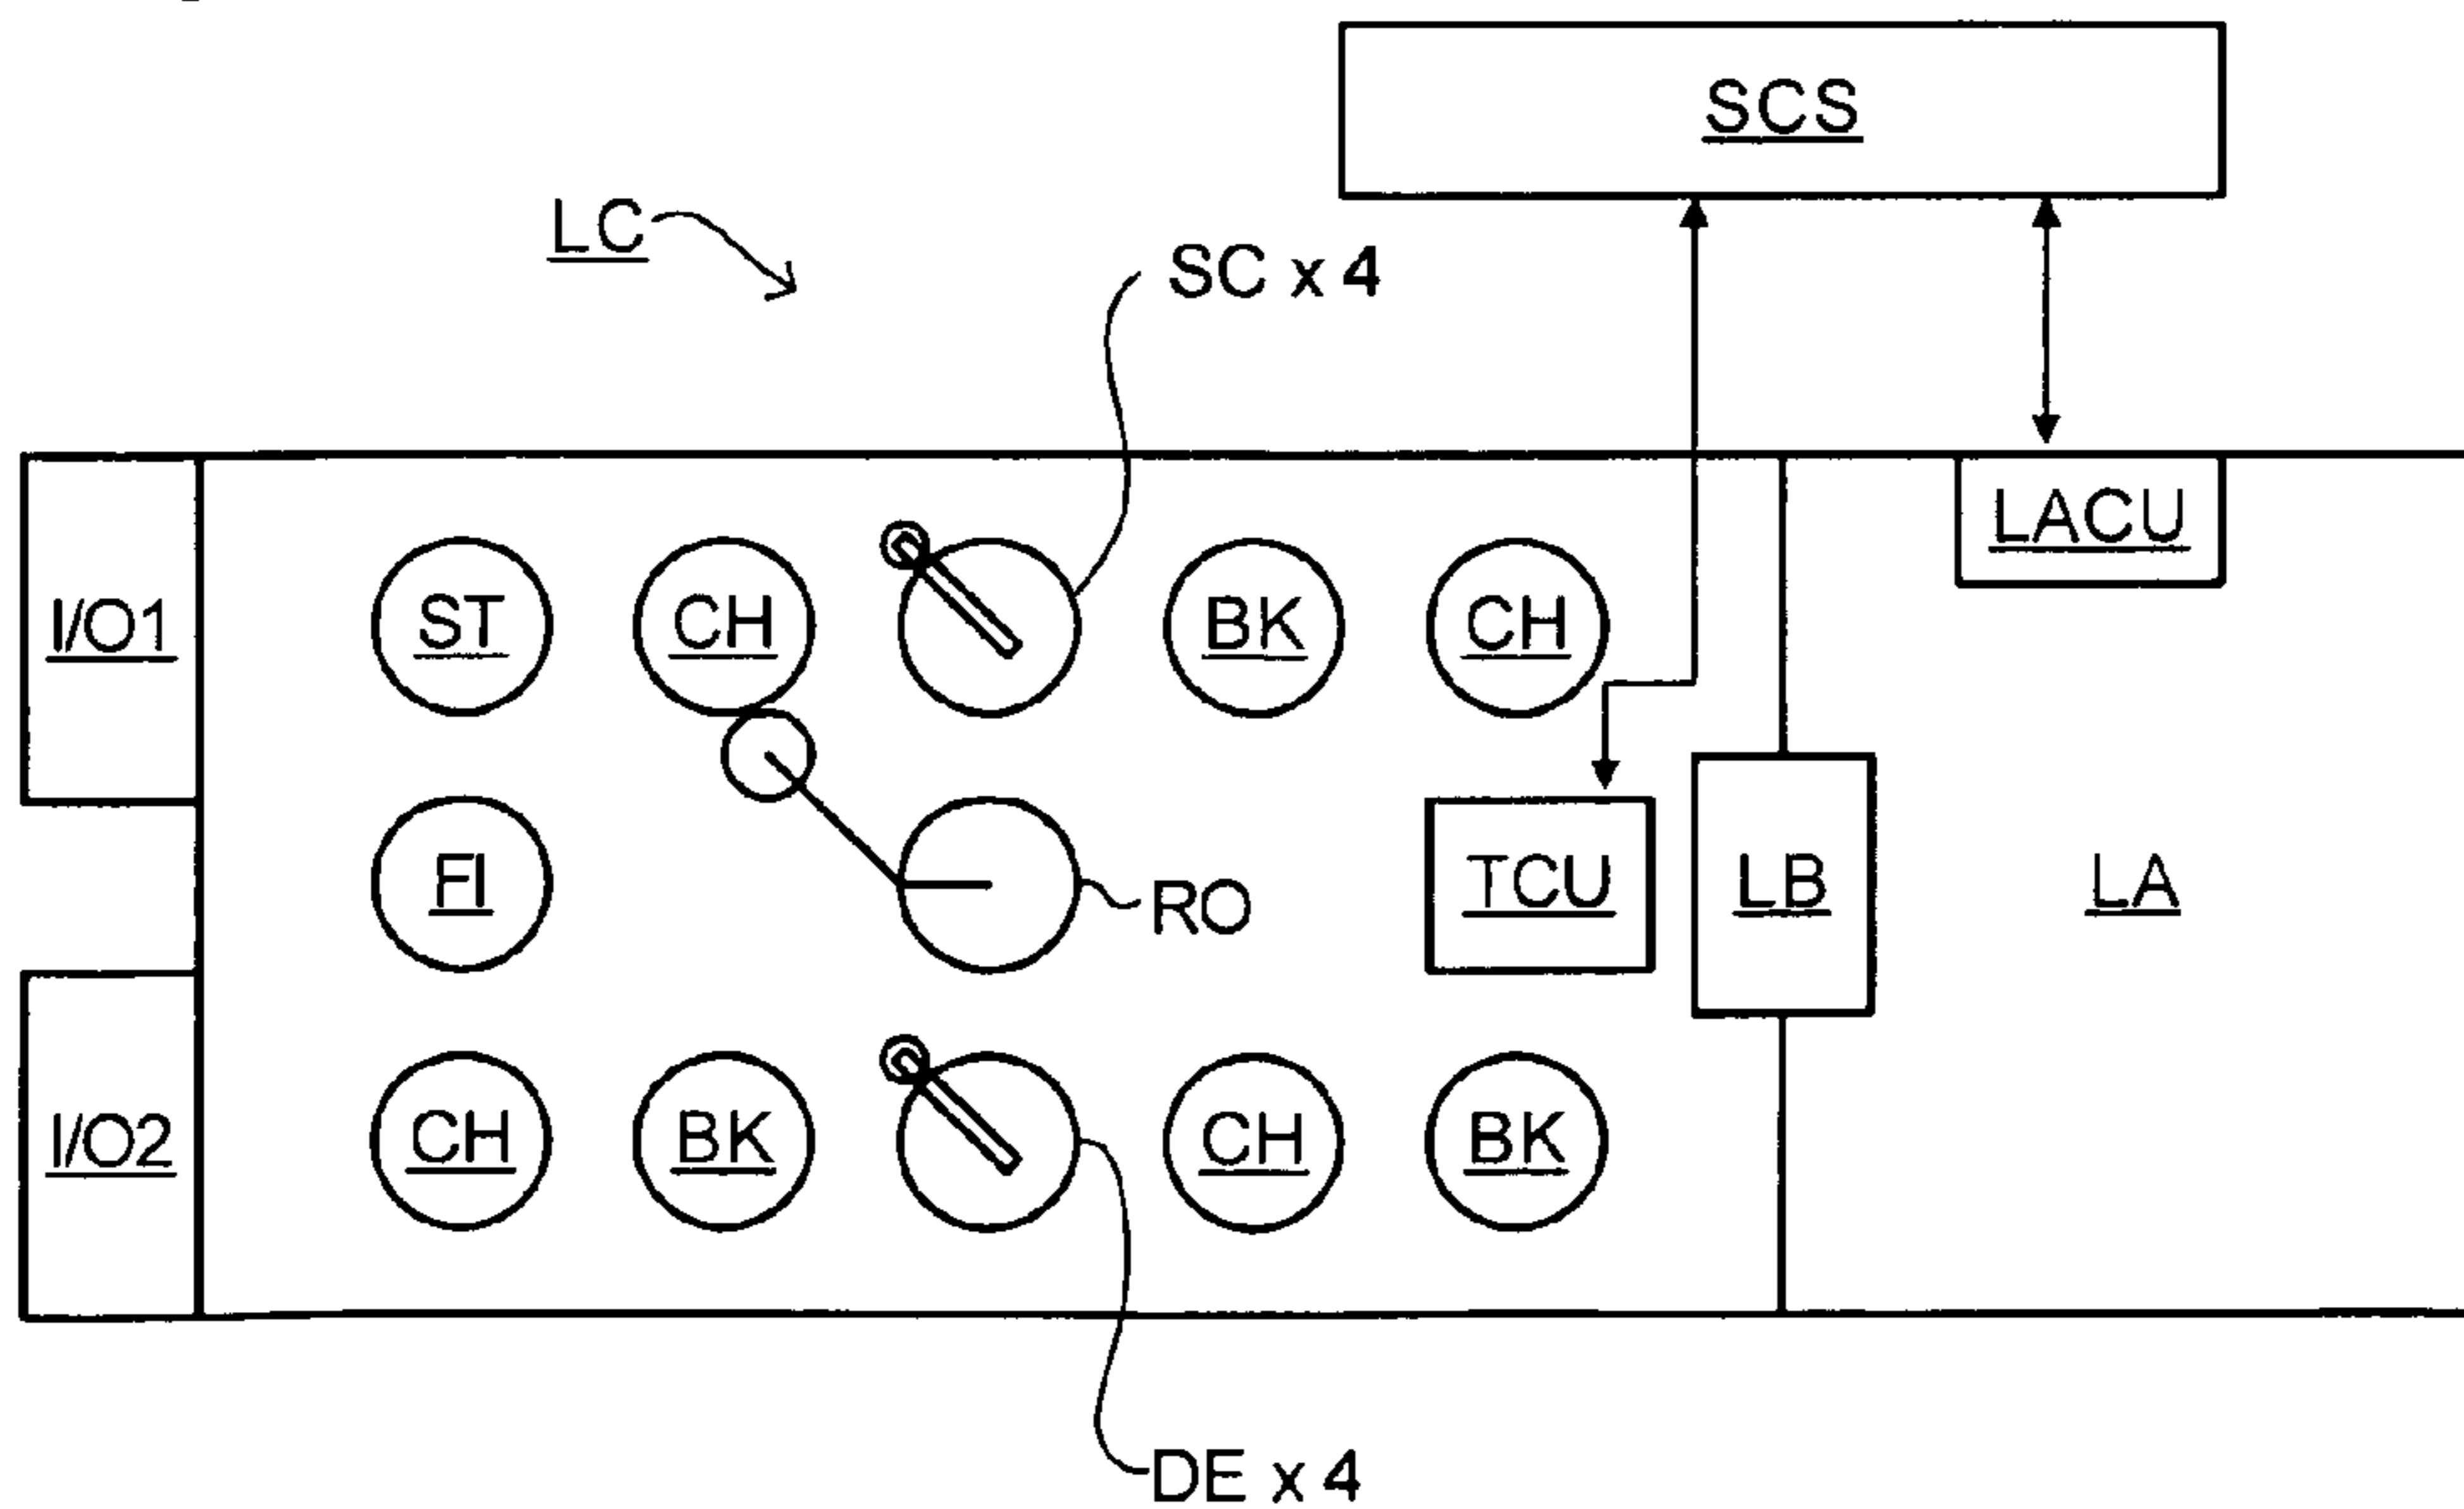 SCS
LC
SC x 4
LACU
I/O1
ST
CH
BK
CH
FI
RO
TCU
LB
LA
I/O2
CH
BK
CH
BK
DE x 4